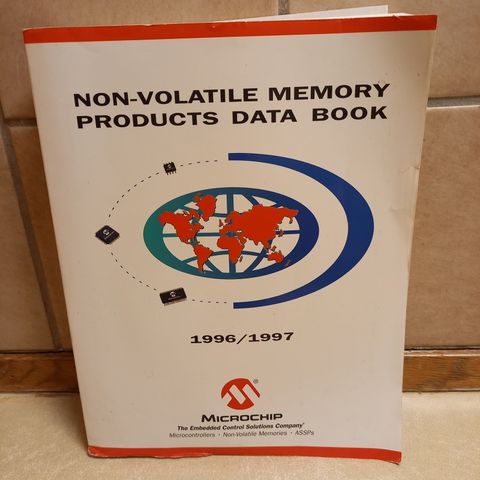 NON-VOLATILE MEMORY
PRODUCTS DATA BOOK
1996/1997
®
MICROCHIP
The Embedded Control Solutions Company®
Microcontrollers · Non-Volatile Memories · ASSPs